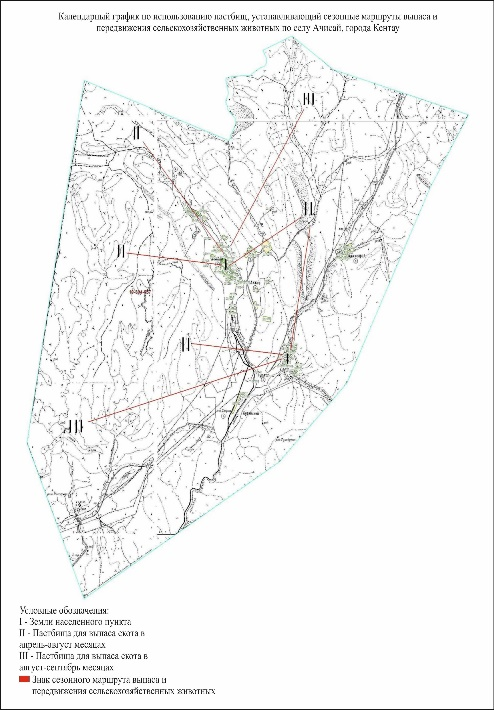 Календарный график по использованию пастбищ, устанавливающий сезонные маршруты выпаса и
передвижения сельскохозяйственных животных по селу Ачисай, города Кентау
III
II
II
II
I
II
I
III
Условные обозначения:
I - Земли населенного пункта
II - Пастбища для выпаса скота в
апрель-август месяцах
III - Пастбища для выпаса скота в
август-сентябрь месяцах
Знак сезонного маршрута выпаса и
передвижения сельскохозяйственных животных